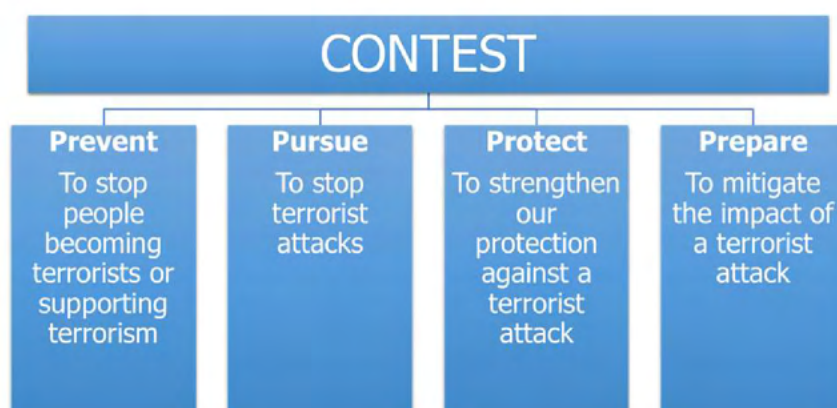 CONTEST
Prevent
To stop
people
becoming
terrorists or
supporting
terrorism
Pursue
To stop
terrorist
attacks
Protect
To strengthen
our
protection
against a
terrorist
attack
Prepare
To mitigate
the impact of
a terrorist
attack